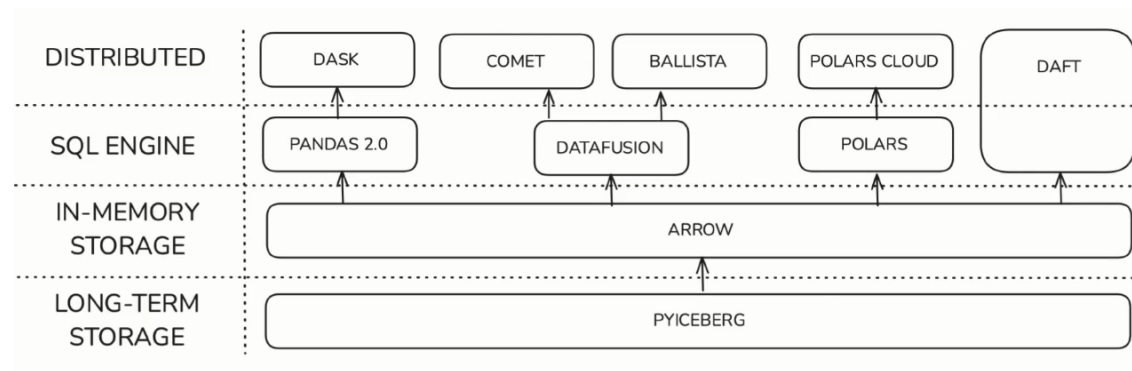 DISTRIBUTED
DASK
COMET
BALLISTA
POLARS CLOUD
DAFT
SQL ENGINE
PANDAS 2.0
DATAFUSION
POLARS
IN-MEMORY
STORAGE
ARROW
LONG-TERM
STORAGE
PYICEBERG